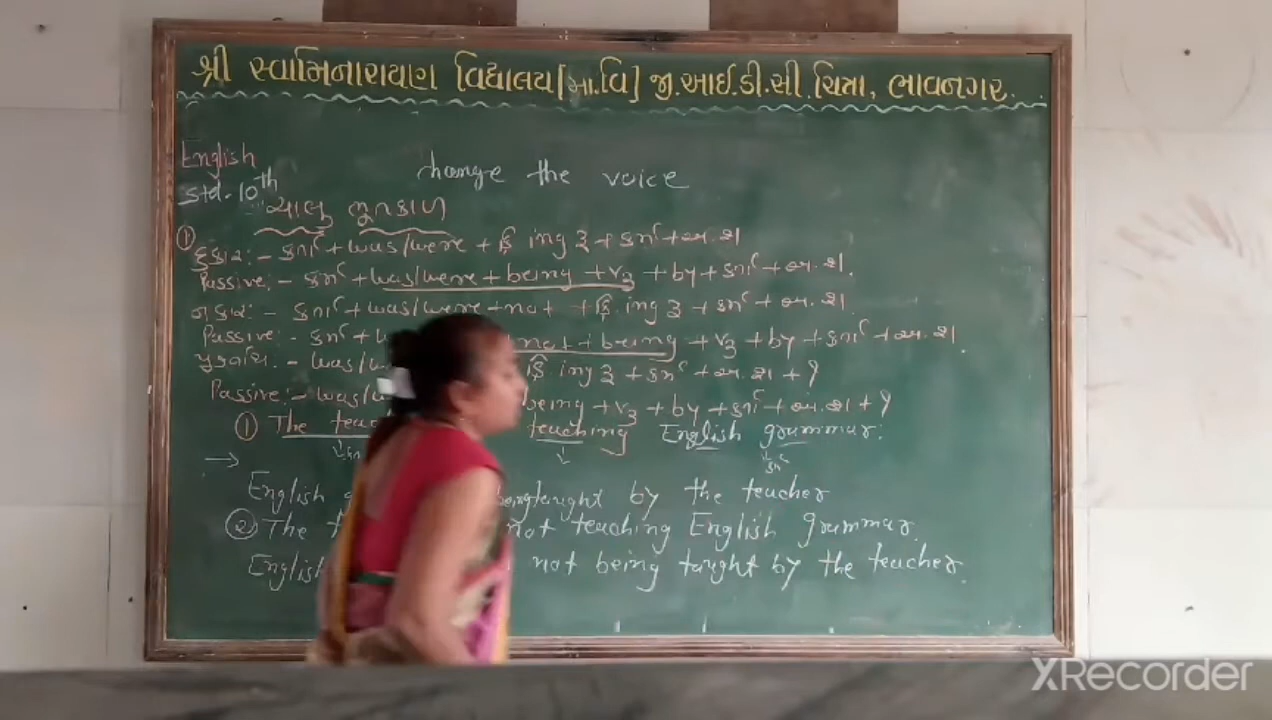 શ્રી સ્વામિનારાયણ વિદ્યાલય [મા.વિ] જી.આઈ.ડી.સી. ચિત્રા, ભાવનગર.
English
Std-10th
change the voice
ચાલુ ભૂતકાળ
① હકાર:- કર્તા + was/were + ક્રિ. ing રૂ + કર્મ + અ.શ
Passive:- કર્મ + was/were + being + v3 + by + કર્તા + અ.શ.
નકાર:- કર્તા + was/were + not + ક્રિ. ing રૂ + કર્મ + અ.શ.
Passive:- કર્મ + not + being + v3 + by + કર્તા + અ.શ.
પ્રશ્નાર્થ.- was/ ક્રિ ing રૂ + કર્મ + અ.શ + ?
Passive:- was/ being + v3 + by + કર્તા + અ.શ + ?
① The teaching English grammar.
→
English being taught by the teacher
② The not teaching English grammar.
English not being taught by the teacher.
XRecorder